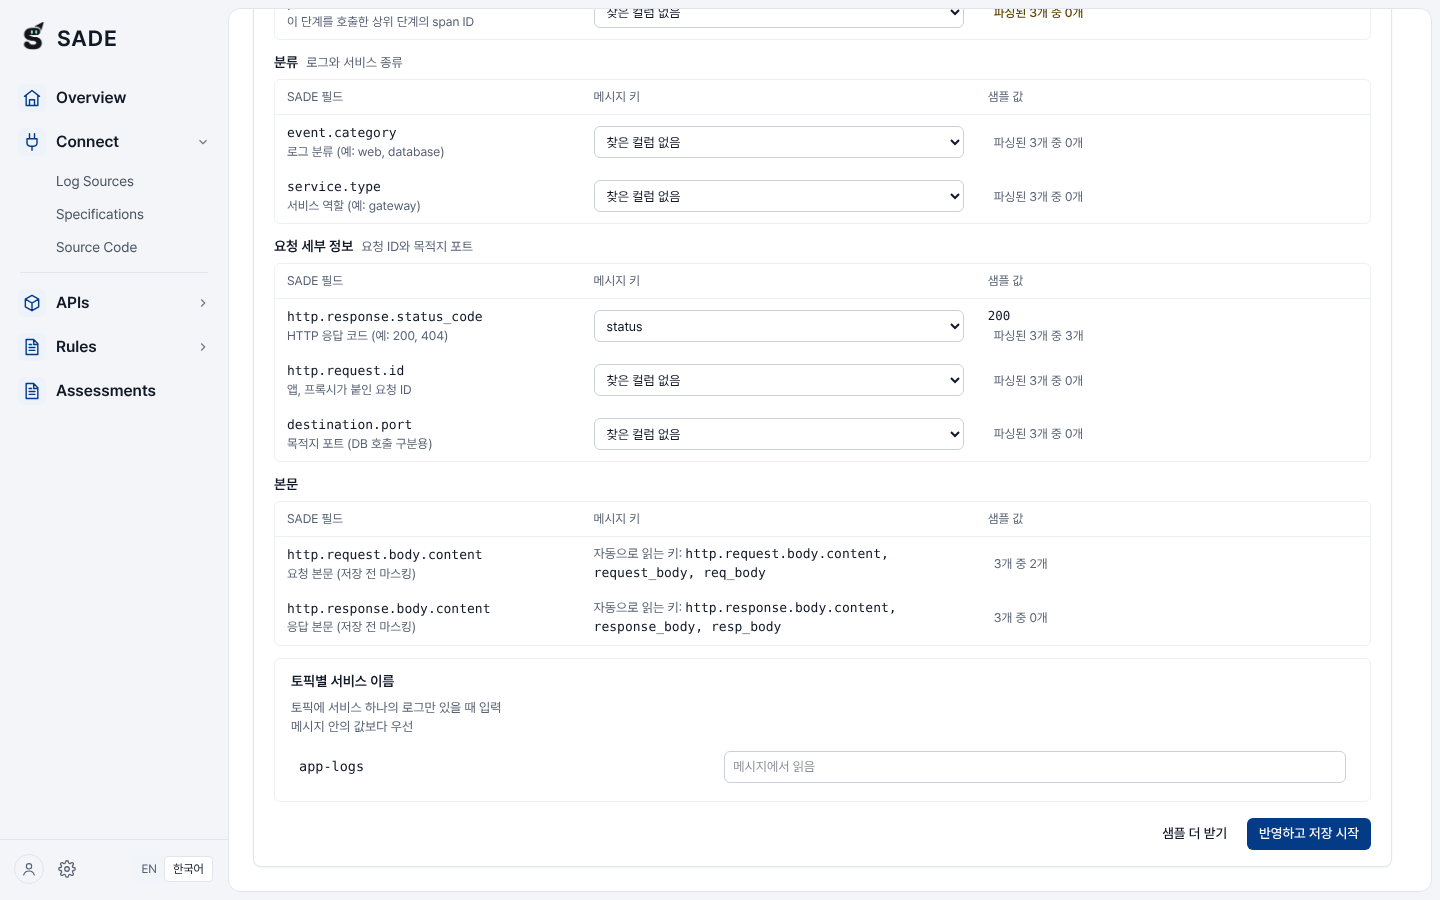 SADE
Overview
Connect
Log Sources
Specifications
Source Code
APIs
Rules
Assessments
EN 한국어
이 단계를 호출한 상위 단계의 span ID
찾은 컬럼 없음
파싱된 3개 중 0개
분류 로그와 서비스 종류
SADE 필드 메시지 키 샘플 값
event.category
로그 분류 (예: web, database)
찾은 컬럼 없음
파싱된 3개 중 0개
service.type
서비스 역할 (예: gateway)
찾은 컬럼 없음
파싱된 3개 중 0개
요청 세부 정보 요청 ID와 목적지 포트
SADE 필드 메시지 키 샘플 값
http.response.status_code
HTTP 응답 코드 (예: 200, 404)
status
200
파싱된 3개 중 3개
http.request.id
앱, 프록시가 붙인 요청 ID
찾은 컬럼 없음
파싱된 3개 중 0개
destination.port
목적지 포트 (DB 호출 구분용)
찾은 컬럼 없음
파싱된 3개 중 0개
본문
SADE 필드 메시지 키 샘플 값
http.request.body.content
요청 본문 (저장 전 마스킹)
자동으로 읽는 키: http.request.body.content,
request_body, req_body
3개 중 2개
http.response.body.content
응답 본문 (저장 전 마스킹)
자동으로 읽는 키: http.response.body.content,
response_body, resp_body
3개 중 0개
토픽별 서비스 이름
토픽에 서비스 하나의 로그만 있을 때 입력
메시지 안의 값보다 우선
app-logs
메시지에서 읽음
샘플 더 받기
반영하고 저장 시작